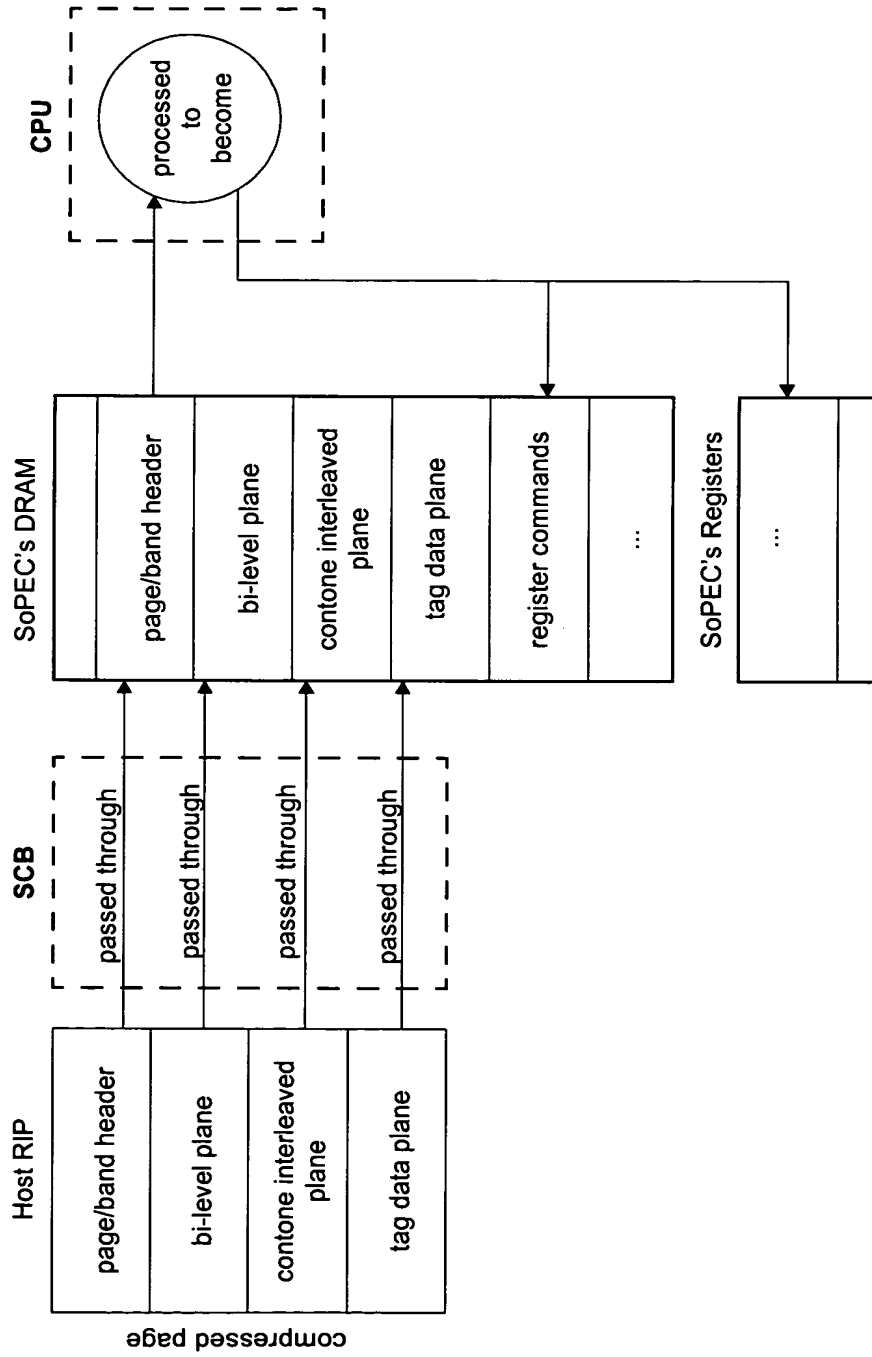 Host RIP
compressed page
page/band header
bi-level plane
contone interleaved
plane
tag data plane
SCB
passed through
passed through
passed through
passed through
SoPEC's DRAM
page/band header
bi-level plane
contone interleaved
plane
tag data plane
register commands
...
CPU
processed
to
become
SoPEC's Registers
...